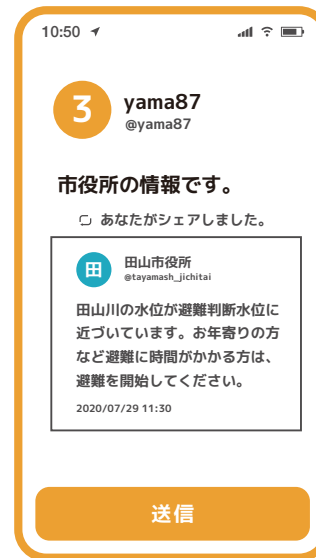 10:50
3
yama87
@yama87
市役所の情報です。
あなたがシェアしました。
田
田山市役所
@tayamash_jichitai
田山川の水位が避難判断水位に
近づいています。お年寄りの方
など避難に時間がかかる方は、
避難を開始してください。
2020/07/29 11:30
送信